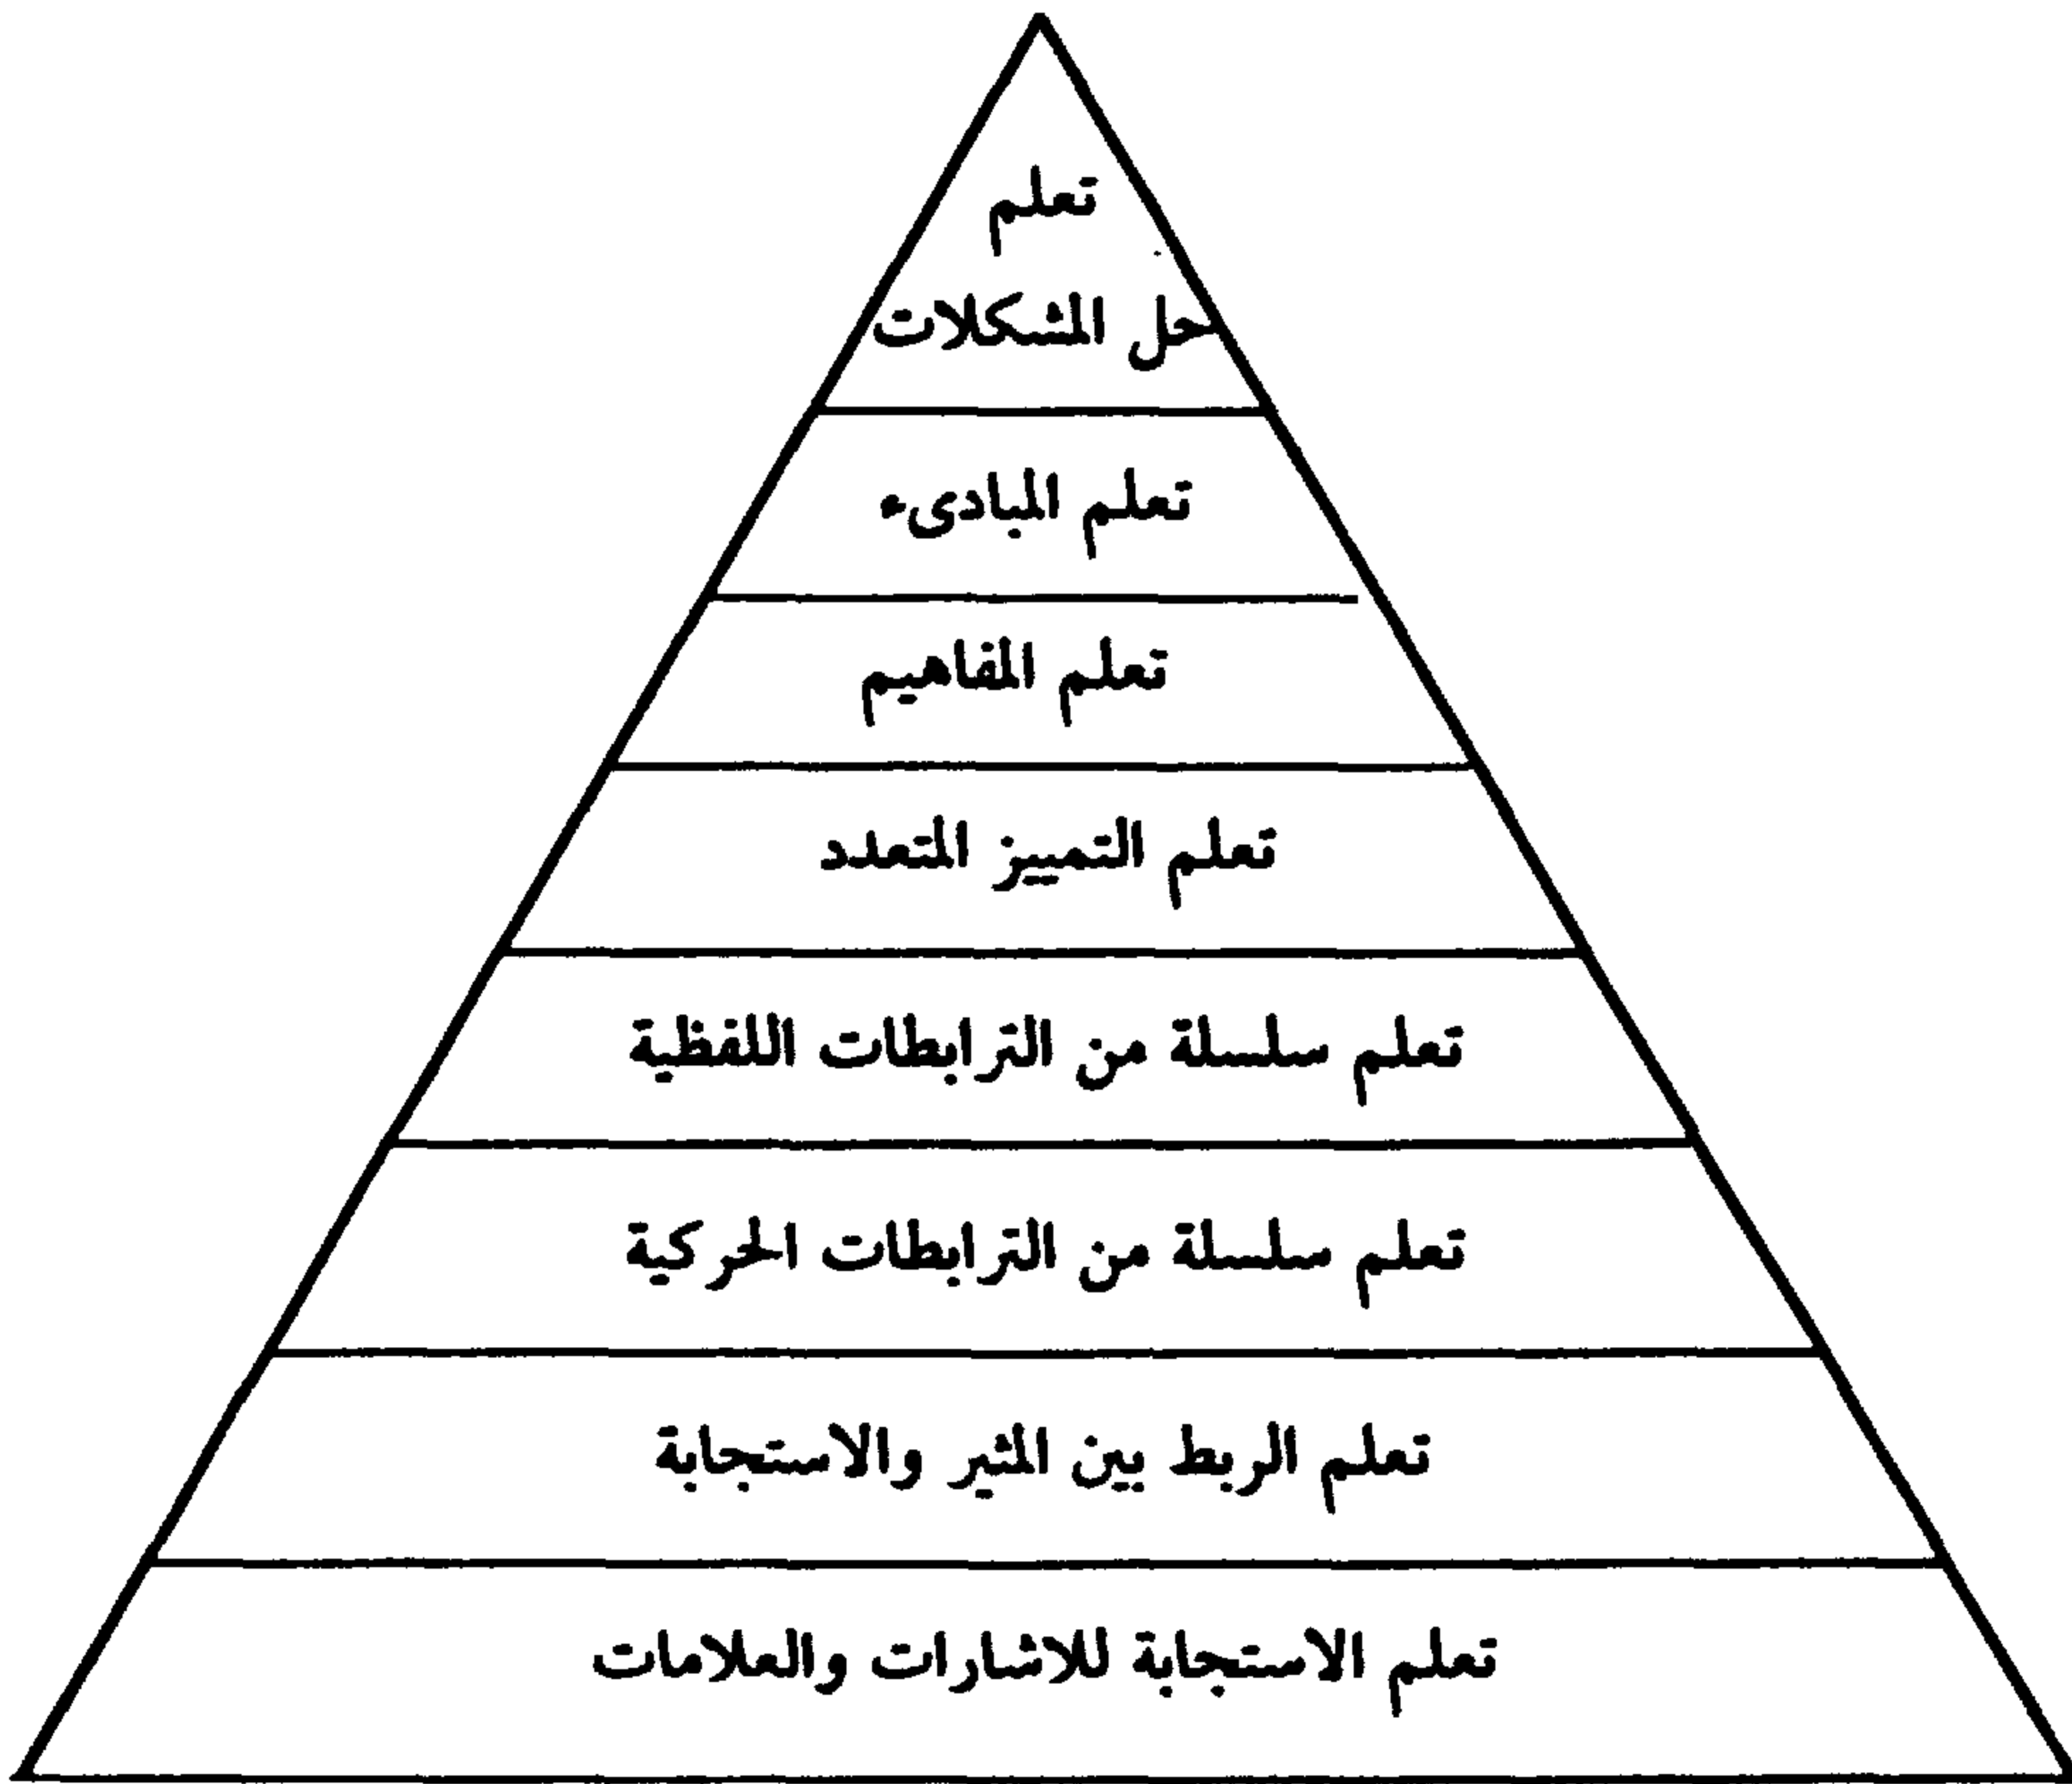 تعلم
حل المشكلات
تعلم المبادىء
تعلم المفاهيم
تعلم التمييز المتعدد
تعلم سلسلة من الترابطات اللفظية
تعلم سلسلة من الترابطات الحركية
تعلم الربط بين المثير والاستجابة
تعلم الاستجابة للاشارات والعلامات